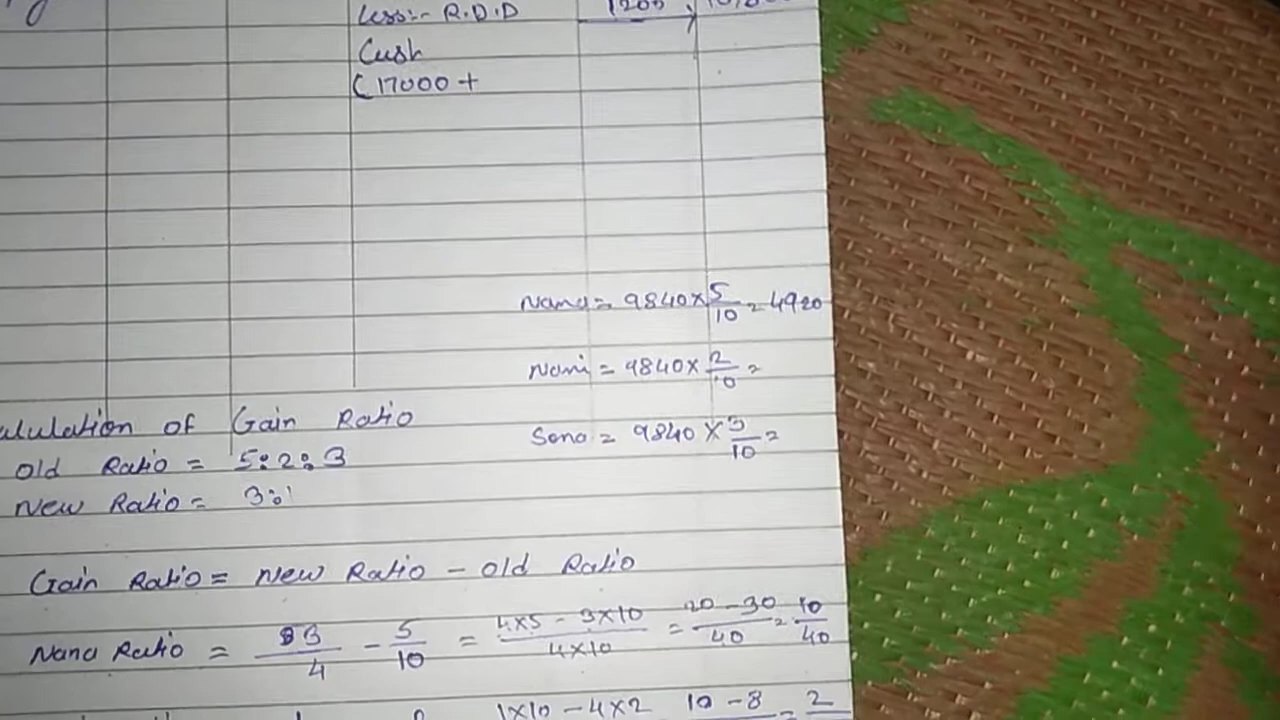 Less:- R.D.D 1200
Cash
(17000 +
Nana = 9840 × 5/10 = 4920
Nani = 9840 × 2/10 =
Sona = 9840 × 3/10 =
alulation of Gain Ratio
old Ratio = 5:2:3
New Ratio = 3:1
Gain Ratio = New Ratio - old Ratio
Nana Ratio = 3/4 - 5/10 = 4×5 - 3×10/4×10 = 20 - 30/40 = 10/40
1×10 - 4×2 10 - 8 = 2